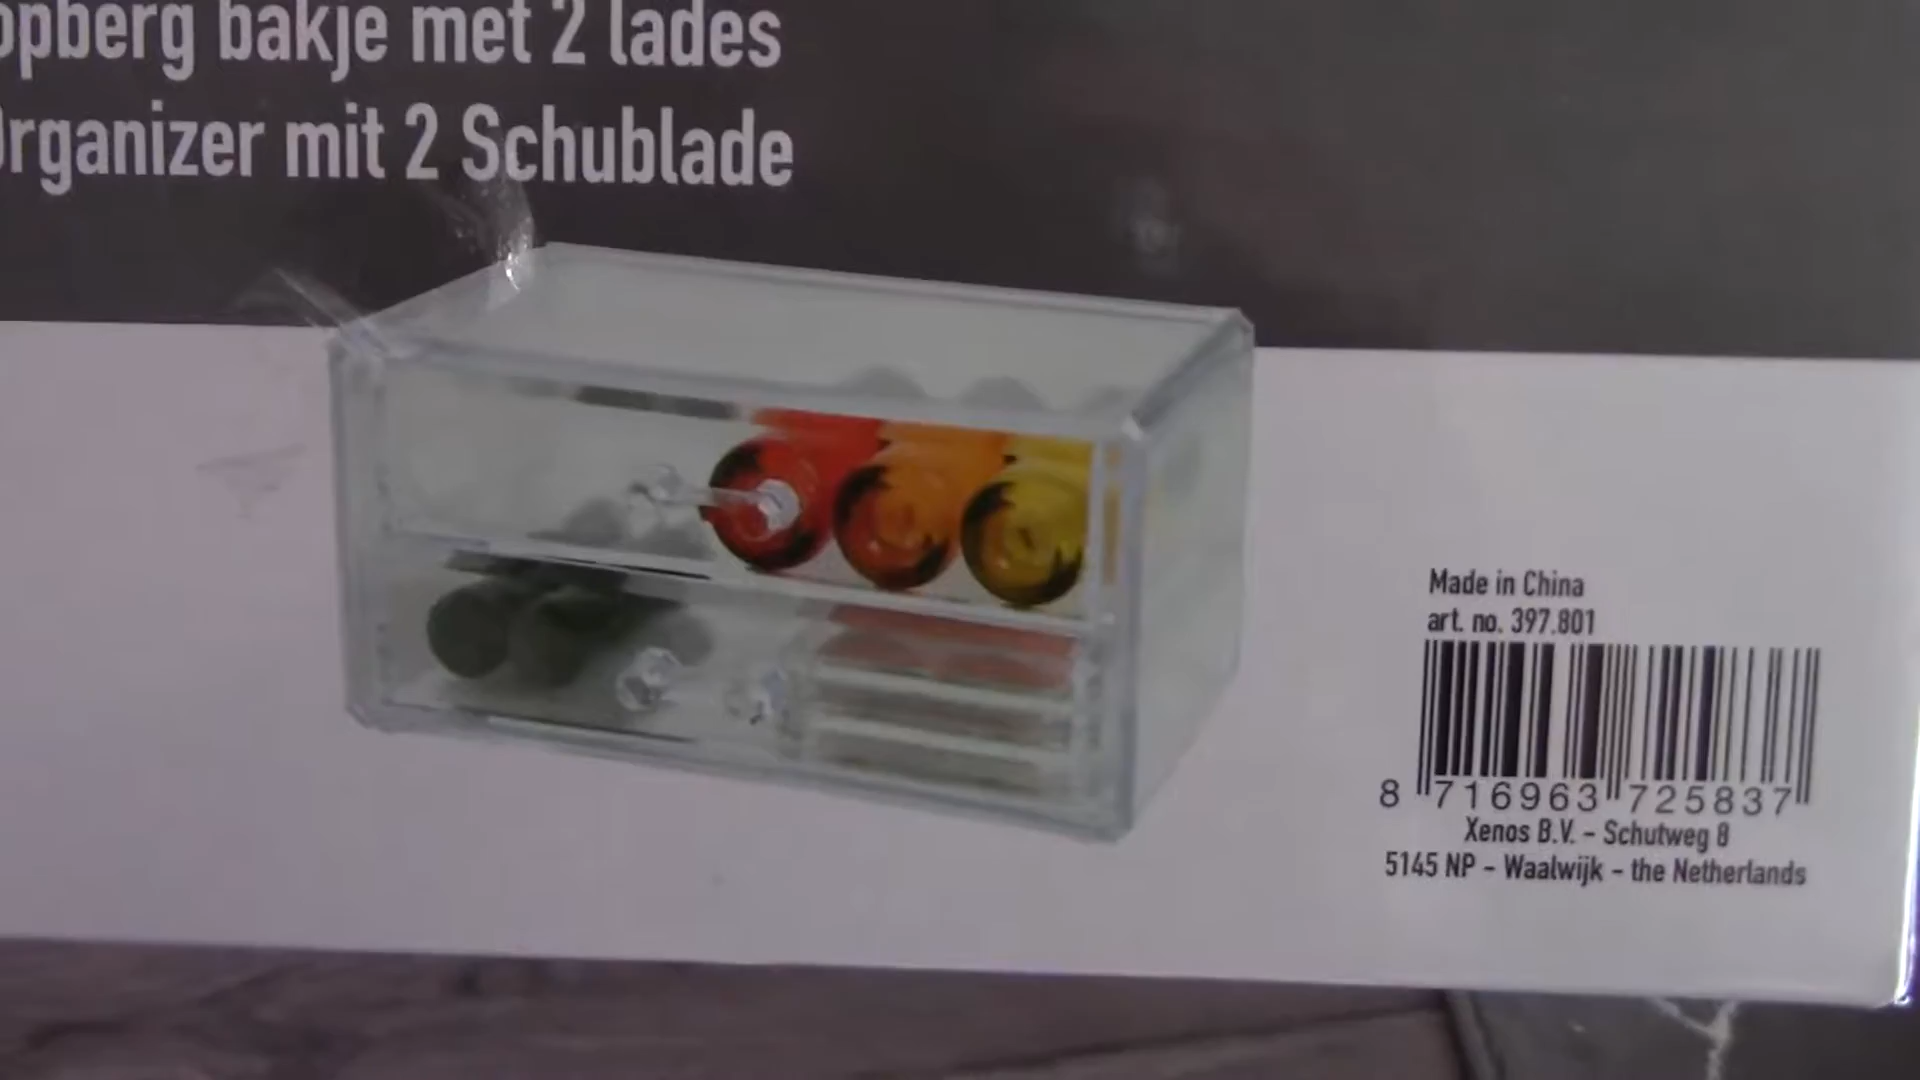 opberg bakje met 2 lades
Organizer mit 2 Schublade
Made in China
art. no. 397.801
8 716963 725837
Xenos B.V. - Schutweg 8
5145 NP - Waalwijk - the Netherlands